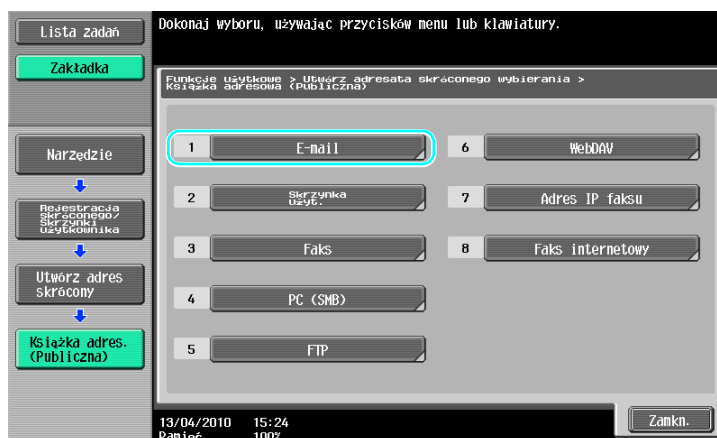 Lista zadań
Dokonaj wyboru, używając przycisków menu lub klawiatury.
Zakładka
Funkcje użytkowe > Utwórz adresata skróconego wybierania >
Książka adresowa (Publiczna)
1 E-mail
6 WebDAV
Narzędzie
2 Skrzynka
użyt.
7 Adres IP faksu
Rejestracja
skróconego/
Skrzynki
użytkownika
3 Faks
8 Faks internetowy
Utwórz adres
skrócony
4 PC (SMB)
Książka adres.
(Publiczna)
5 FTP
13/04/2010 15:24
Zamkn.
Pamięć 100%